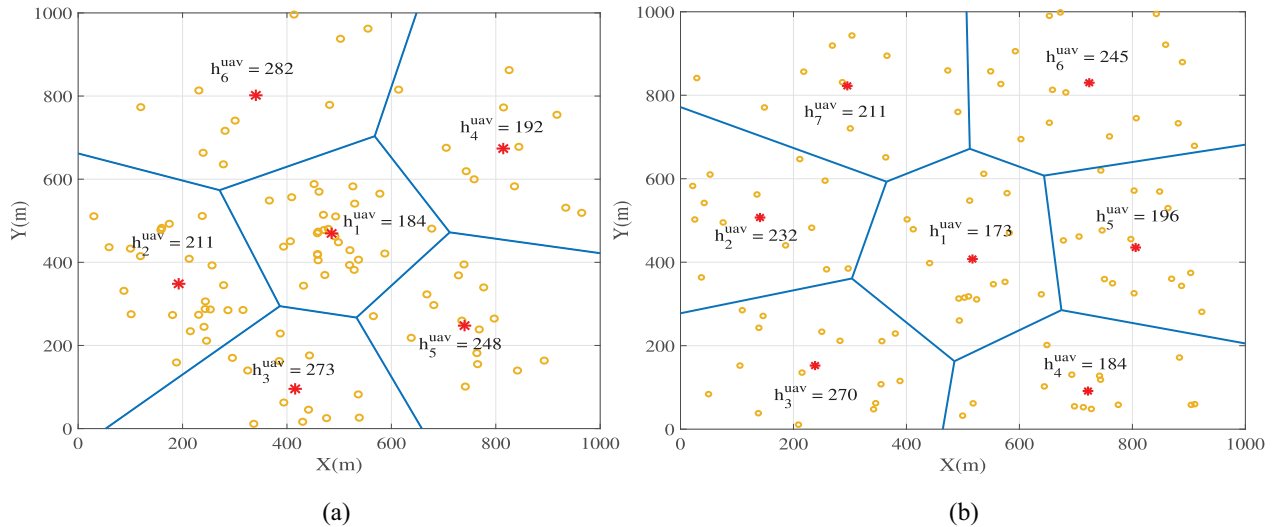 1000
800
600
400
200
0
0 200 400 600 800 1000
X(m)
Y(m)
h₆ᵘᵃᵛ = 282
h₄ᵘᵃᵛ = 192
h₁ᵘᵃᵛ = 184
h₂ᵘᵃᵛ = 211
h₅ᵘᵃᵛ = 248
h₃ᵘᵃᵛ = 273
(a)
1000
800
600
400
200
0
0 200 400 600 800 1000
X(m)
Y(m)
h₆ᵘᵃᵛ = 245
h₇ᵘᵃᵛ = 211
h₂ᵘᵃᵛ = 232
h₁ᵘᵃᵛ = 173
h₅ᵘᵃᵛ = 196
h₄ᵘᵃᵛ = 184
h₃ᵘᵃᵛ = 270
(b)